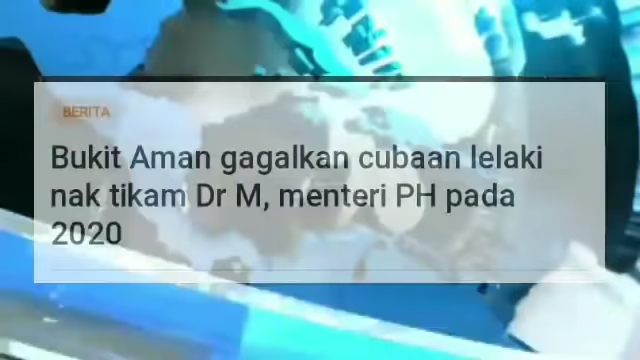 BERITA
Bukit Aman gagalkan cubaan lelaki
nak tikam Dr M, menteri PH pada
2020